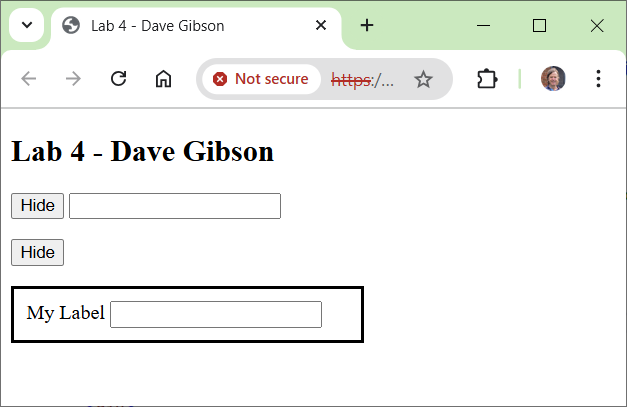 Lab 4 - Dave Gibson
Not secure https:/...
Lab 4 - Dave Gibson
Hide
Hide
My Label